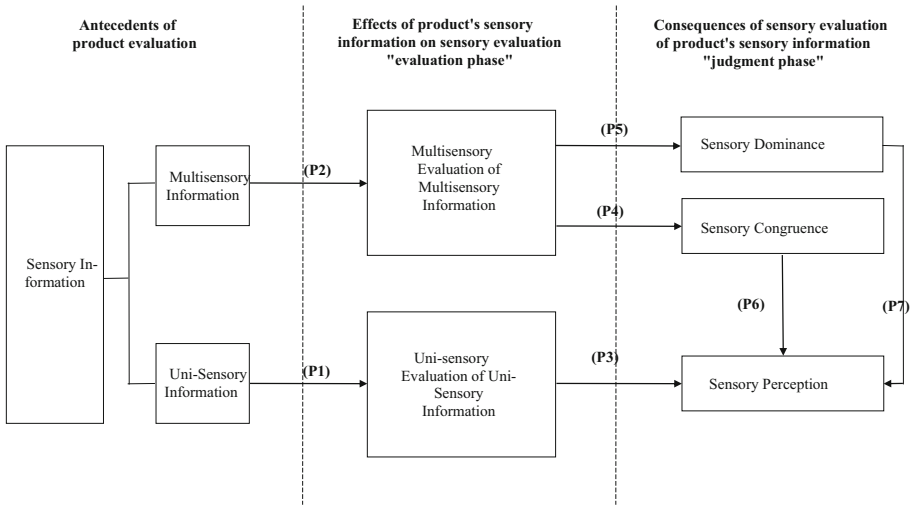 Antecedents of
product evaluation
Effects of product's sensory
information on sensory evaluation
"evaluation phase"
Consequences of sensory evaluation
of product's sensory information
"judgment phase"
Sensory In-
formation
Multisensory
Information
(P2)
Multisensory
Evaluation of
Multisensory
Information
(P5)
Sensory Dominance
(P4)
Sensory Congruence
(P6)
(P7)
Uni-Sensory
Information
(P1)
Uni-sensory
Evaluation of Uni-
Sensory
Information
(P3)
Sensory Perception